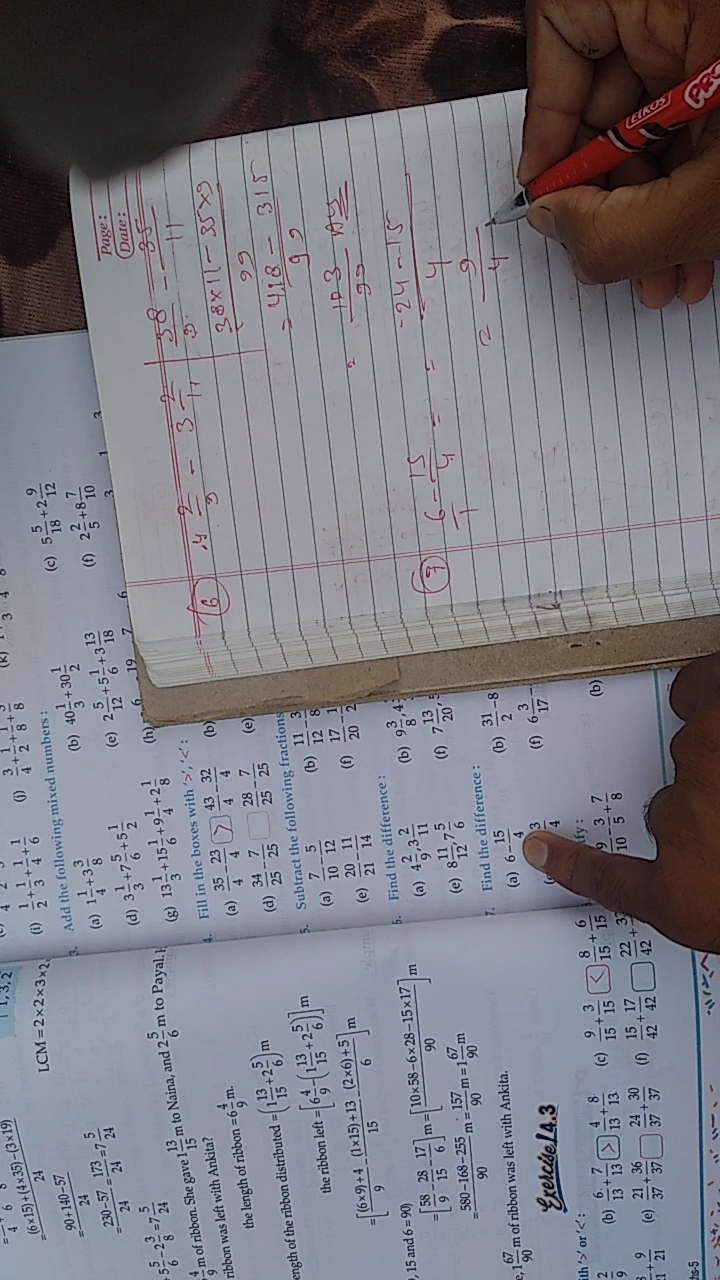 LCM = 2×2×3×2
(6×15)+(4×35)−(3×19)
24
= 90+140−57
24
= 230−57 = 173 = 7 5
24 24 24
m of ribbon. She gave 1 13/15 m to Naina, and 2 5/6 m to Payal.
ribbon was left with Ankita?
the length of ribbon = 6 4/9 m.
ength of the ribbon distributed = (1 13/15 + 2 5/6) m
the ribbon left = [6 4/9 − (1 13/15 + 2 5/6)] m
= [(6×9)+4/9 − (1×15)+13/15 − (2×6)+5/6] m
, 15 and 6 = 90)
= [58/9 − 28/15 − 17/6] m = [10×58−6×28−15×17/90] m
= 580−168−255/90 m = 157/90 m = 1 67/90 m
e, 1 67/90 m of ribbon was left with Ankita.
Exercise 14.3
ith '>' or '<' :
(b) 6/13 + 7/13 > 4/13 + 8/13
(c) 9/15 + 3/15 < 8/15 + 6/15
(e) 21/37 + 36/37 □ 24/37 + 30/37
(f) 15/42 + 17/42 □ 22/42 +
hs-5
(i) 1/2 + 1/3 + 1/4 + 1/6
(j) 3/4 + 1/2 + 1/8 +
3. Add the following mixed numbers :
(a) 1 1/4 + 3 3/8
(b) 40 1/3 + 30 1/2
(c) 5 5/18 + 2 9/12
(d) 3 1/3 + 7 5/6 + 5 1/2
(e) 2 5/12 + 5 1/6 + 3 13/18
(f) 2 2/5 + 8 7/10
(g) 13 1/3 + 15 1/6 + 9 1/4 + 2 1/8
(h)
4. Fill in the boxes with '>', '<' :
(a) 35/4 − 23/4 > 43/4 − 32/4
(b)
(d) 34/25 − 7/25 □ 28/25 − 7/25
(e)
5. Subtract the following fractions
(a) 7/10 − 5/12
(b) 11/12 − 3/8
(e) 20/21 − 11/14
(f) 17/20 −
6. Find the difference :
(a) 4 2/9, 3 2/11
(b) 9 3/8, 4
(e) 8 11/12, 7 5/6
(f) 7 13/20,
7. Find the difference :
(a) 6 − 15/4
(b) 31/2 − 8
(f) 6 3/17 −
(b)
Page:
Date:
6 4 2/9 − 3 2/11
38/9 − 35/11
38×11 − 35×9
99
= 418 − 315
99
= 103/99 Ans
7 6/1 − 15/4 = = 24−15
4
= 9/4
ELKOS